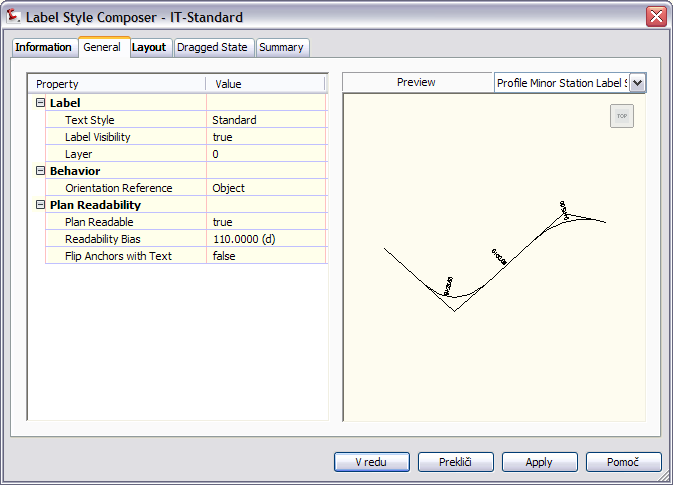 Label Style Composer - IT-Standard
Information General Layout Dragged State Summary
Property Value
Label
Text Style Standard
Label Visibility true
Layer 0
Behavior
Orientation Reference Object
Plan Readability
Plan Readable true
Readability Bias 110.0000 (d)
Flip Anchors with Text false
Preview Profile Minor Station Label S
TOP
V redu Prekliči Apply Pomoč